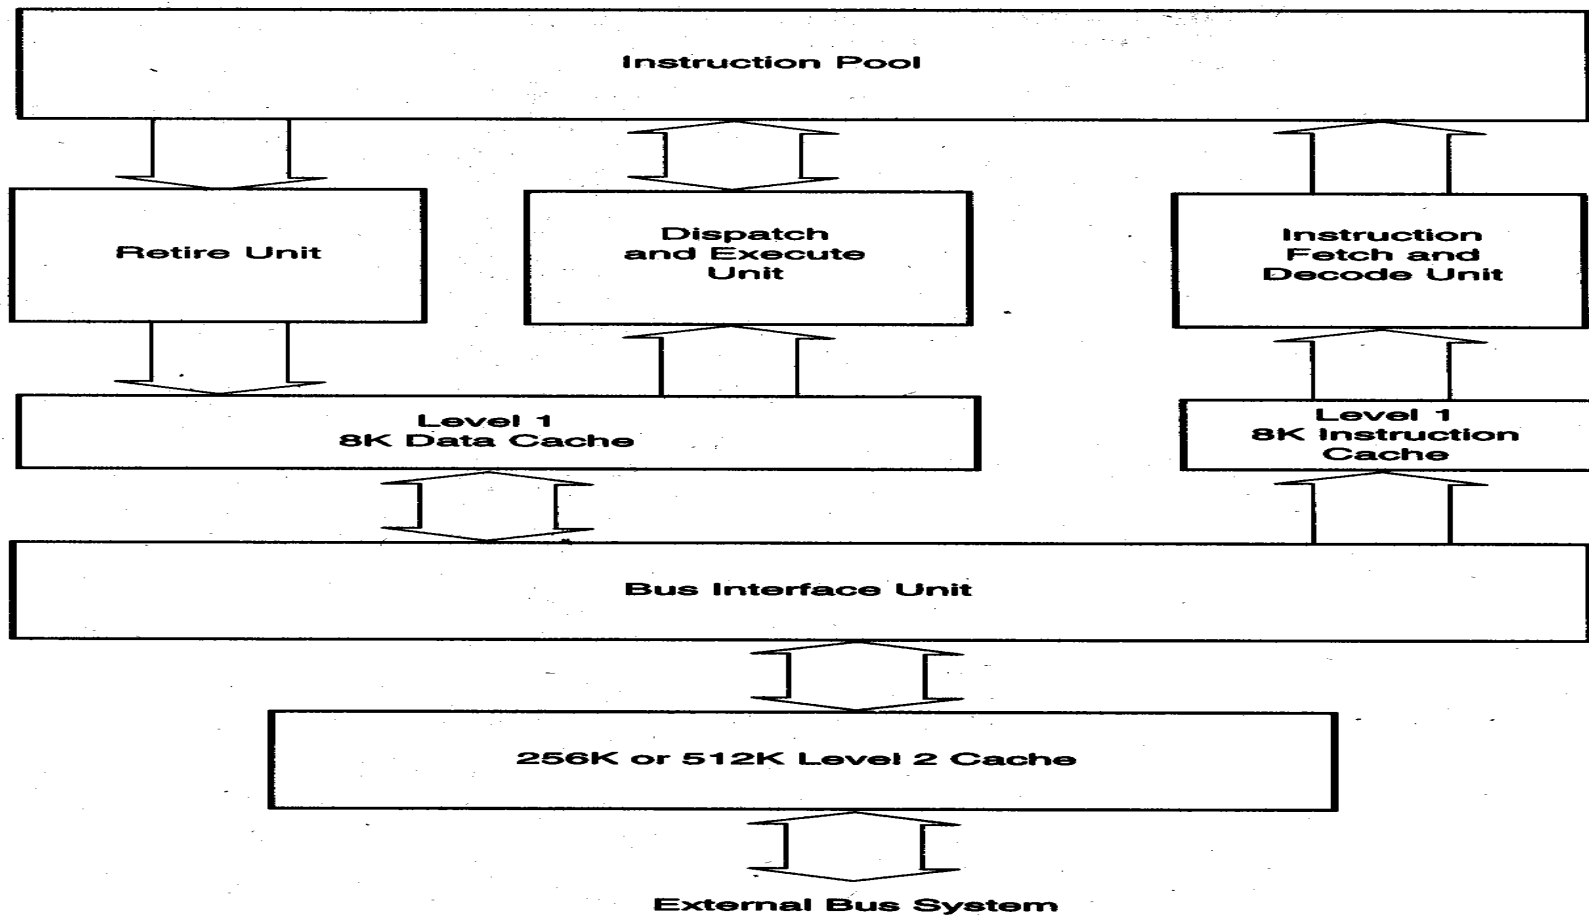 Instruction Pool
Retire Unit
Dispatch
and Execute
Unit
Instruction
Fetch and
Decode Unit
Level 1
8K Data Cache
Level 1
8K Instruction
Cache
Bus Interface Unit
256K or 512K Level 2 Cache
External Bus System